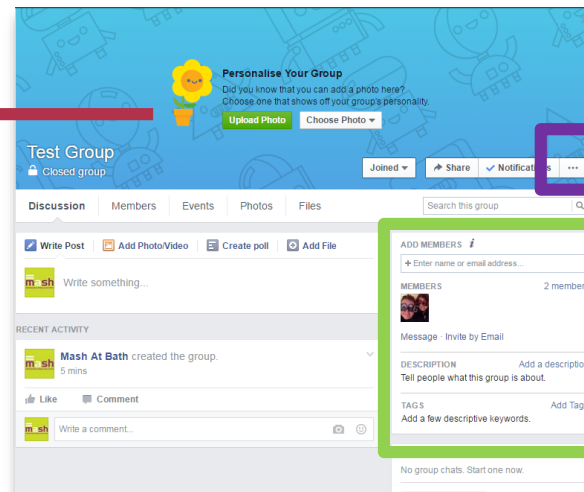 Personalise Your Group
Did you know that you can add a photo here?
Choose one that shows off your group's personality.
Upload Photo Choose Photo
Test Group
Closed group
Joined Share Notifications ...
Discussion Members Events Photos Files Search this group
Write Post Add Photo/Video Create poll Add File
mash Write something...
RECENT ACTIVITY
mash Mash At Bath created the group.
5 mins
Like Comment
mash Write a comment...
ADD MEMBERS i
+ Enter name or email address...
MEMBERS 2 member
Message · Invite by Email
DESCRIPTION Add a descriptio
Tell people what this group is about.
TAGS Add Tag
Add a few descriptive keywords.
No group chats. Start one now.